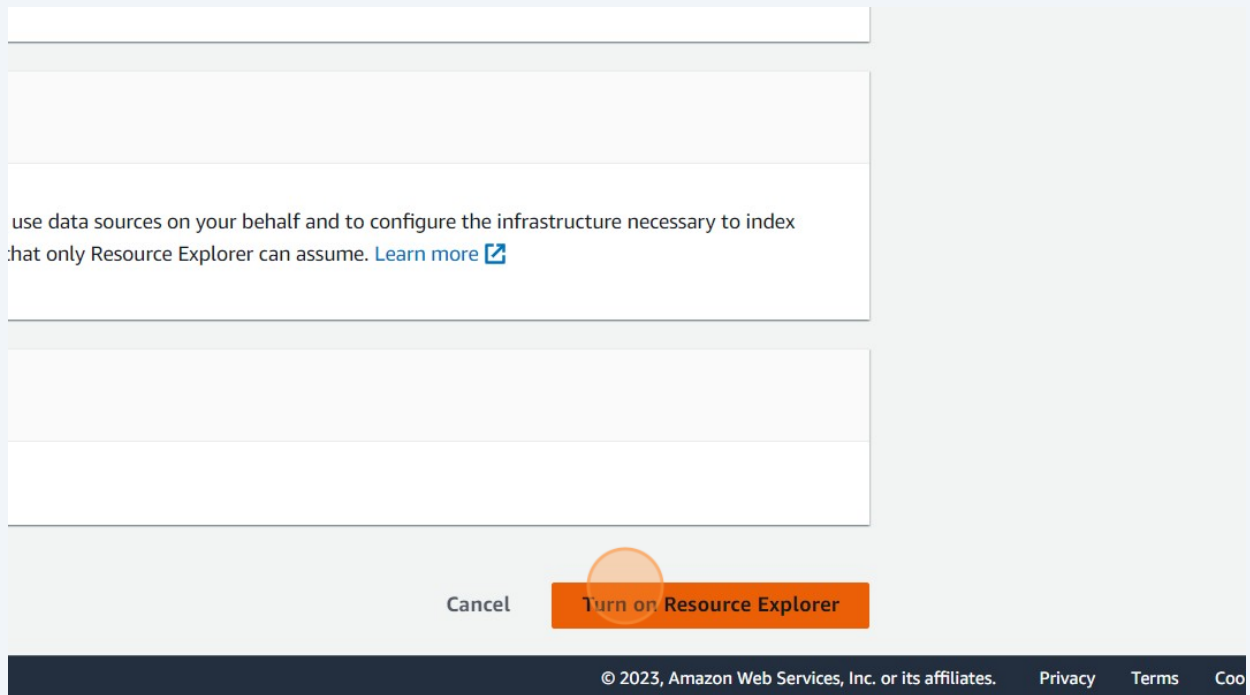 use data sources on your behalf and to configure the infrastructure necessary to index
that only Resource Explorer can assume. Learn more
Cancel Turn on Resource Explorer
© 2023, Amazon Web Services, Inc. or its affiliates. Privacy Terms Coo